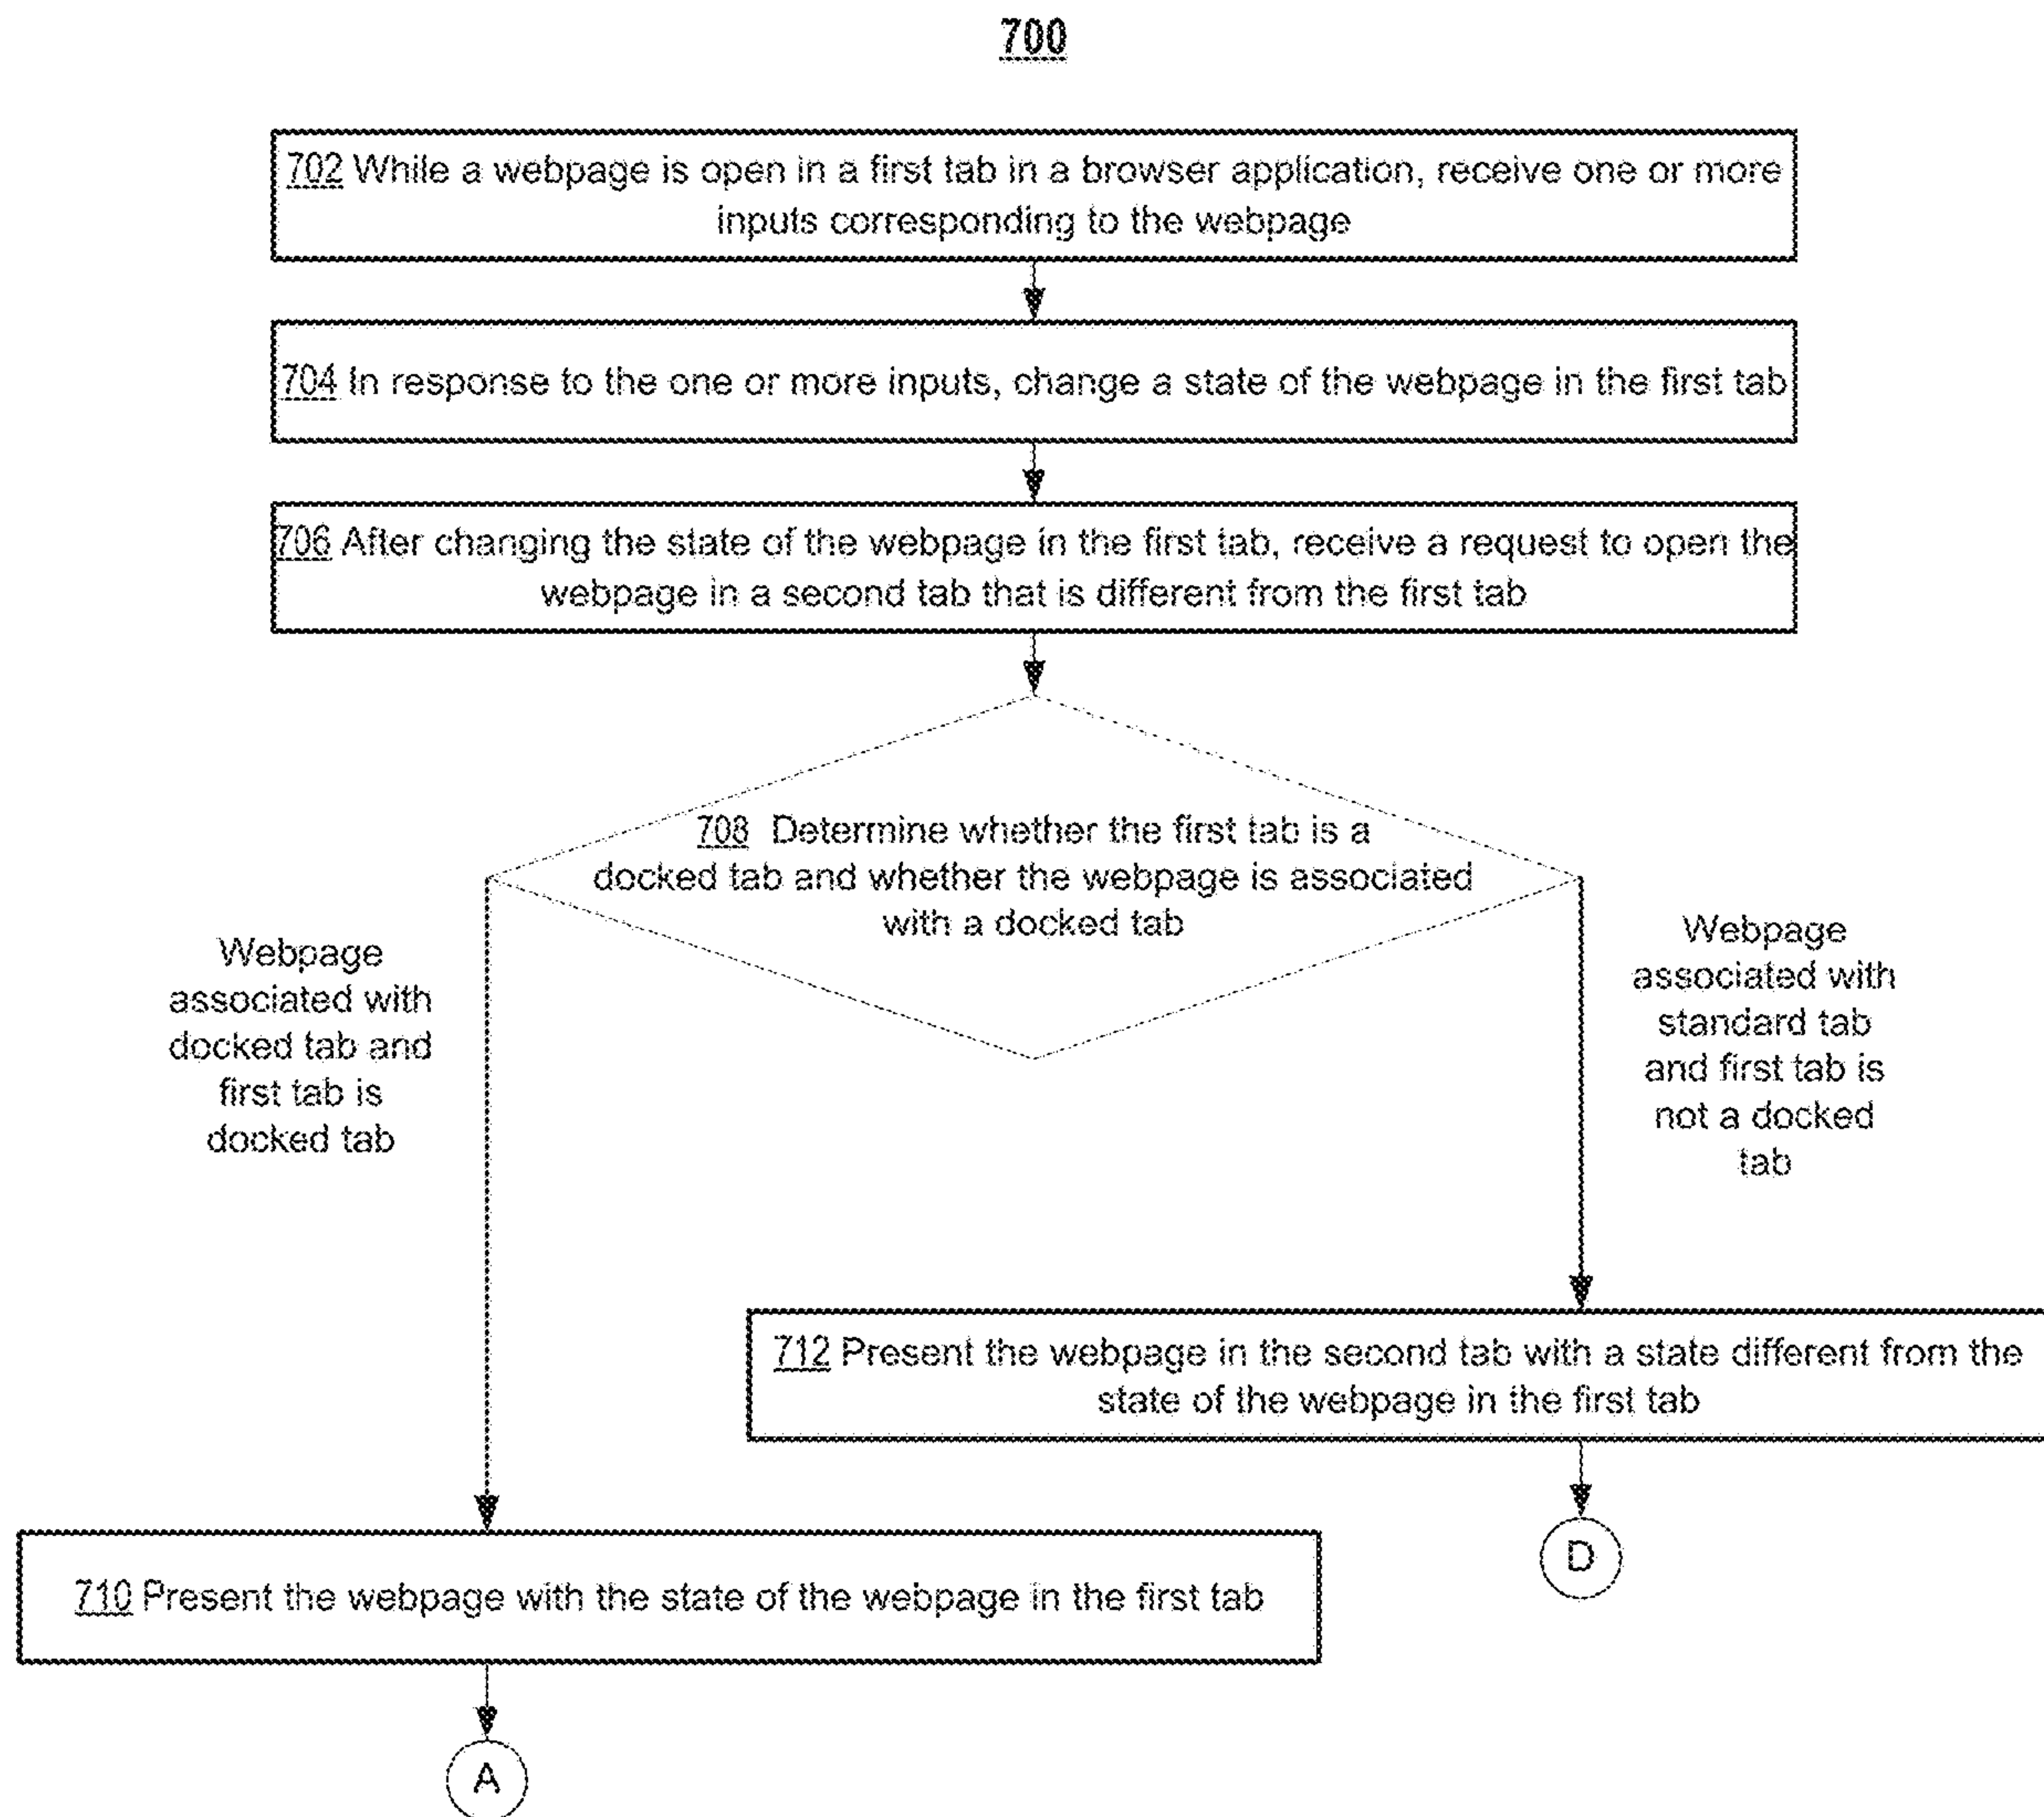 700
702 While a webpage is open in a first tab in a browser application, receive one or more
inputs corresponding to the webpage
704 In response to the one or more inputs, change a state of the webpage in the first tab
706 After changing the state of the webpage in the first tab, receive a request to open the
webpage in a second tab that is different from the first tab
708 Determine whether the first tab is a
docked tab and whether the webpage is associated
with a docked tab
Webpage
associated with
docked tab and
first tab is
docked tab
Webpage
associated with
standard tab
and first tab is
not a docked
tab
712 Present the webpage in the second tab with a state different from the
state of the webpage in the first tab
D
710 Present the webpage with the state of the webpage in the first tab
A